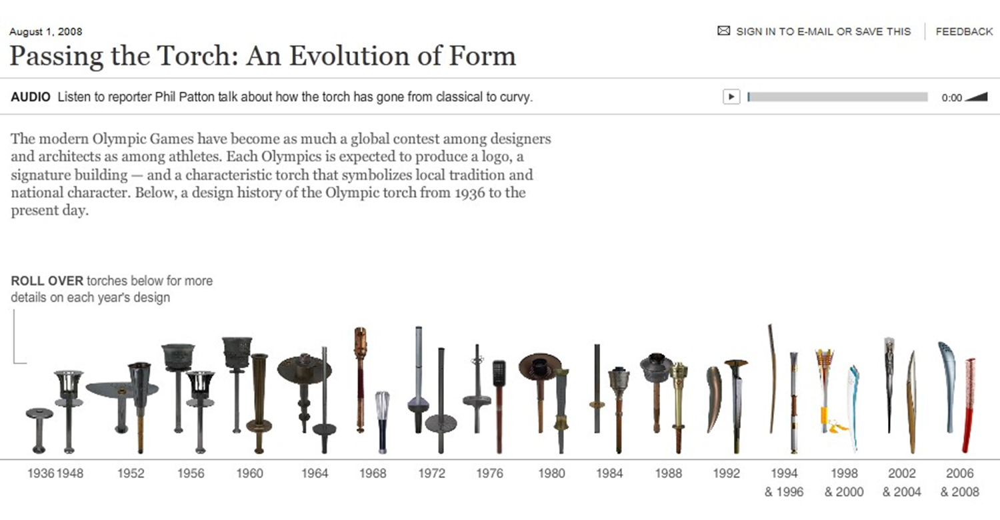 August 1, 2008
SIGN IN TO E-MAIL OR SAVE THIS
FEEDBACK
Passing the Torch: An Evolution of Form
AUDIO Listen to reporter Phil Patton talk about how the torch has gone from classical to curvy.
0:00
The modern Olympic Games have become as much a global contest among designers
and architects as among athletes. Each Olympics is expected to produce a logo, a
signature building — and a characteristic torch that symbolizes local tradition and
national character. Below, a design history of the Olympic torch from 1936 to the
present day.
ROLL OVER torches below for more
details on each year's design
1936 1948 1952 1956 1960 1964 1968 1972 1976 1980 1984 1988 1992 1994 1998 2002 2006
& 1996 & 2000 & 2004 & 2008